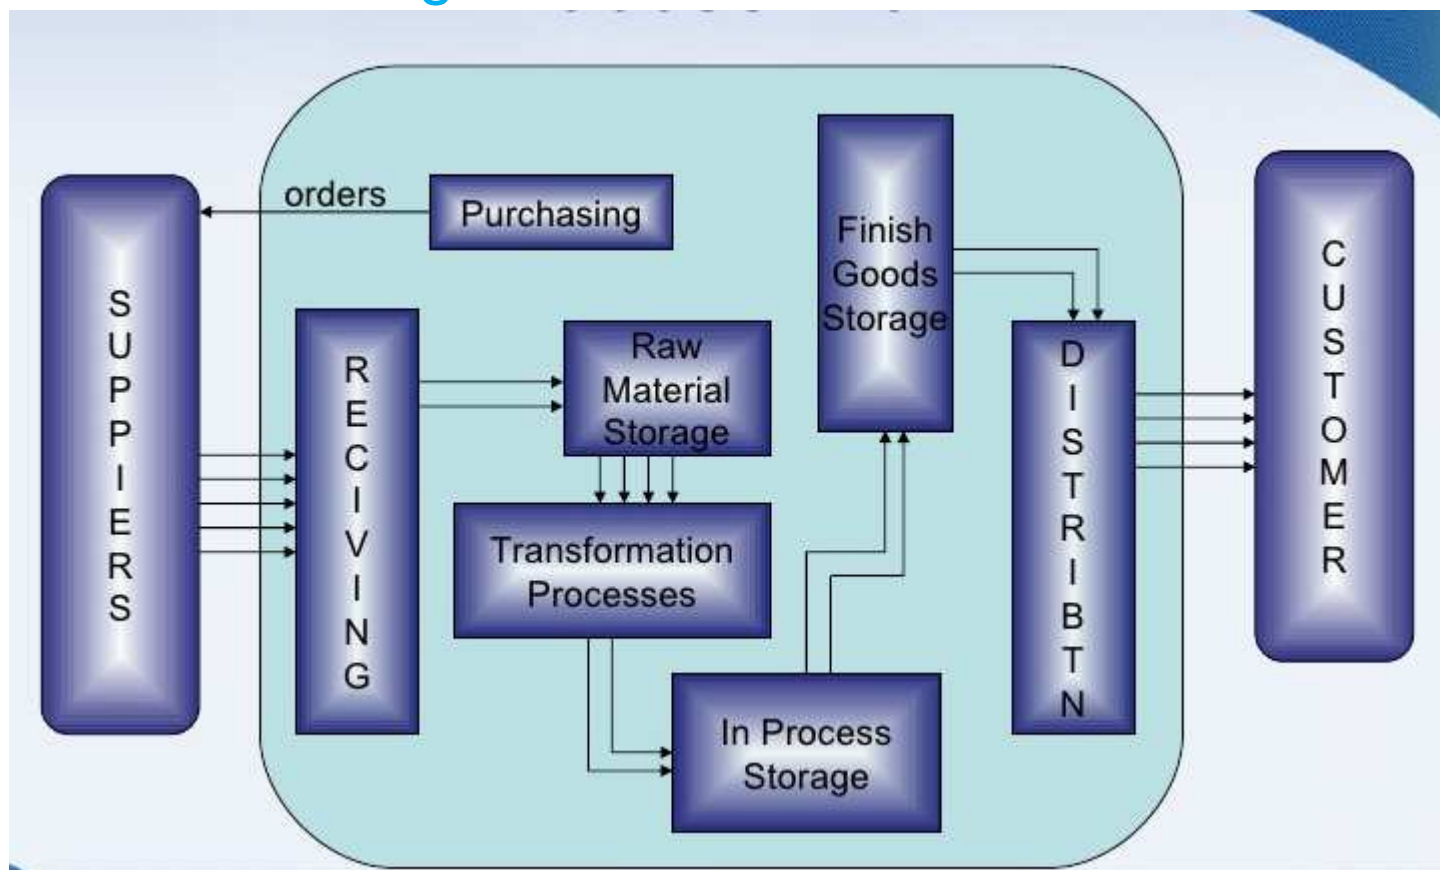 orders
Purchasing
SUPPIERS
RECIVING
Raw
Material
Storage
Transformation
Processes
In Process
Storage
Finish
Goods
Storage
DISTRIBTN
CUSTOMER